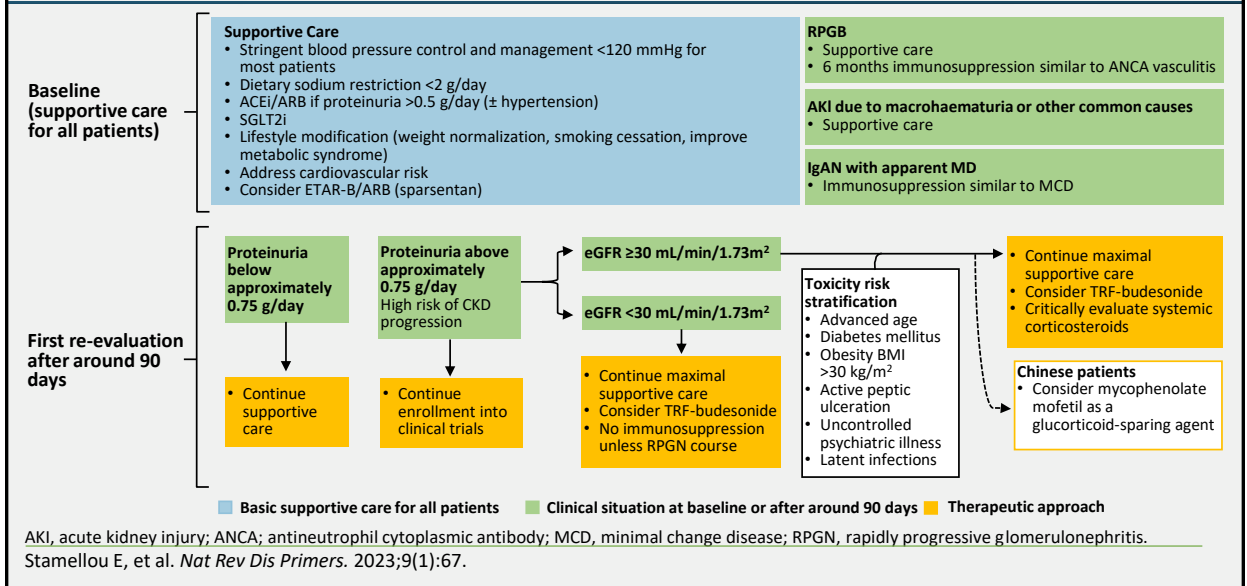 Baseline
(supportive care
for all patients)
Supportive Care
• Stringent blood pressure control and management <120 mmHg for
most patients
• Dietary sodium restriction <2 g/day
• ACEi/ARB if proteinuria >0.5 g/day (± hypertension)
• SGLT2i
• Lifestyle modification (weight normalization, smoking cessation, improve
metabolic syndrome)
• Address cardiovascular risk
• Consider ETAR-B/ARB (sparsentan)
RPGB
• Supportive care
• 6 months immunosuppression similar to ANCA vasculitis
AKI due to macrohaematuria or other common causes
• Supportive care
IgAN with apparent MD
• Immunosuppression similar to MCD
First re-evaluation
after around 90
days
Proteinuria
below
approximately
0.75 g/day
• Continue
supportive
care
Proteinuria above
approximately
0.75 g/day
High risk of CKD
progression
• Continue
enrollment into
clinical trials
eGFR ≥30 mL/min/1.73m²
eGFR <30 mL/min/1.73m²
• Continue maximal
supportive care
• Consider TRF-budesonide
• No immunosuppression
unless RPGN course
Toxicity risk
stratification
• Advanced age
• Diabetes mellitus
• Obesity BMI
>30 kg/m²
• Active peptic
ulceration
• Uncontrolled
psychiatric illness
• Latent infections
• Continue maximal
supportive care
• Consider TRF-budesonide
• Critically evaluate systemic
corticosteroids
Chinese patients
• Consider mycophenolate
mofetil as a
glucorticoid-sparing agent
Basic supportive care for all patients
Clinical situation at baseline or after around 90 days
Therapeutic approach
AKI, acute kidney injury; ANCA; antineutrophil cytoplasmic antibody; MCD, minimal change disease; RPGN, rapidly progressive glomerulonephritis.
Stamellou E, et al. Nat Rev Dis Primers. 2023;9(1):67.